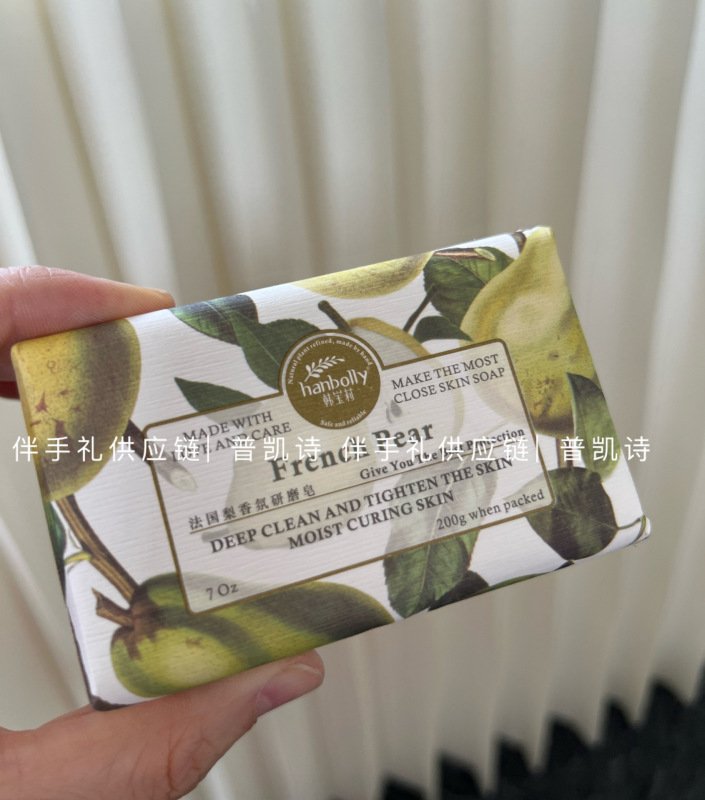 Natural plant refined, made by hand
hanbolly
韩宝莉
Safe and reliable
MADE WITH
AND CARE
MAKE THE MOST
CLOSE SKIN SOAP
French Pear
Give You The
法国梨香氛研磨皂
DEEP CLEAN AND TIGHTEN THE SKIN
MOIST CURING SKIN
200g when packed
7 Oz
伴手礼供应链| 普凯诗 伴手礼供应链| 普凯诗